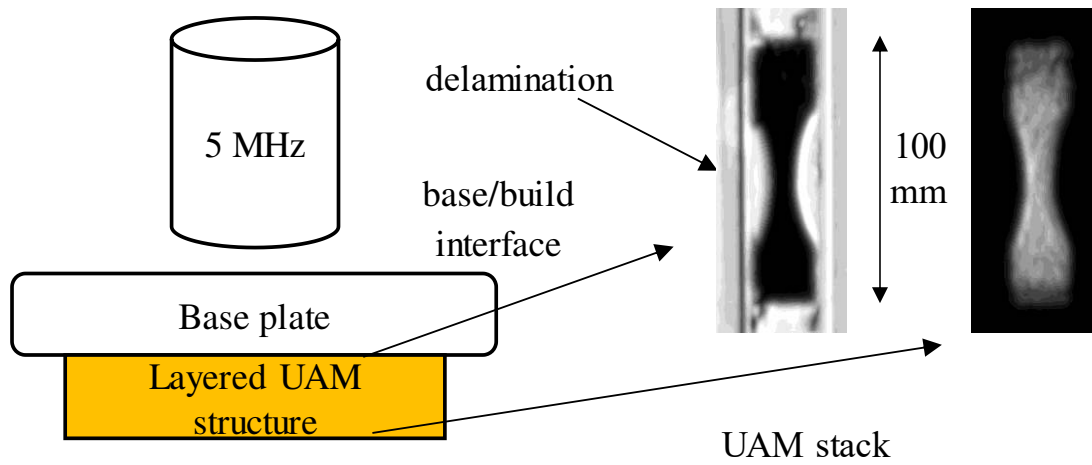 5 MHz
delamination
base/build
interface
100
mm
Base plate
Layered UAM
structure
UAM stack